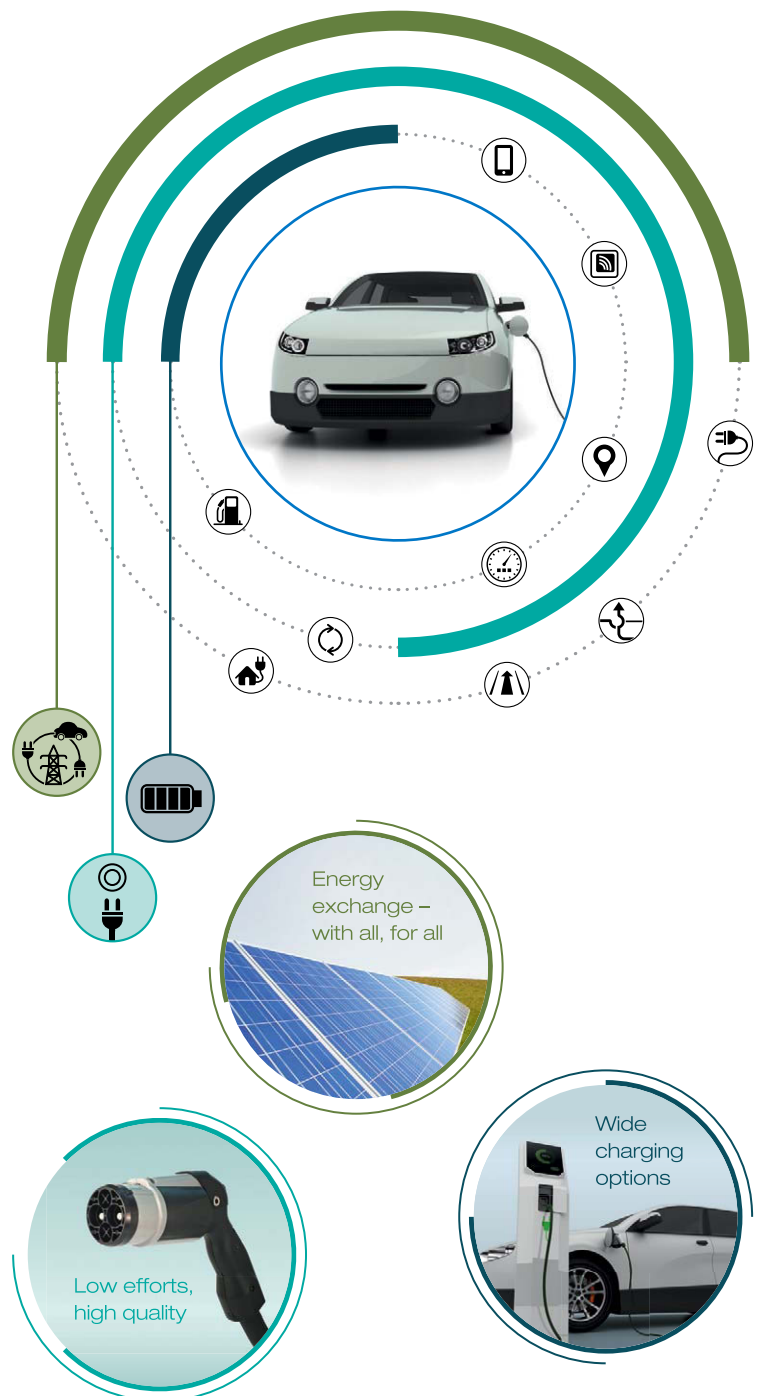 Energy
exchange –
with all, for all
Wide
charging
options
Low efforts,
high quality